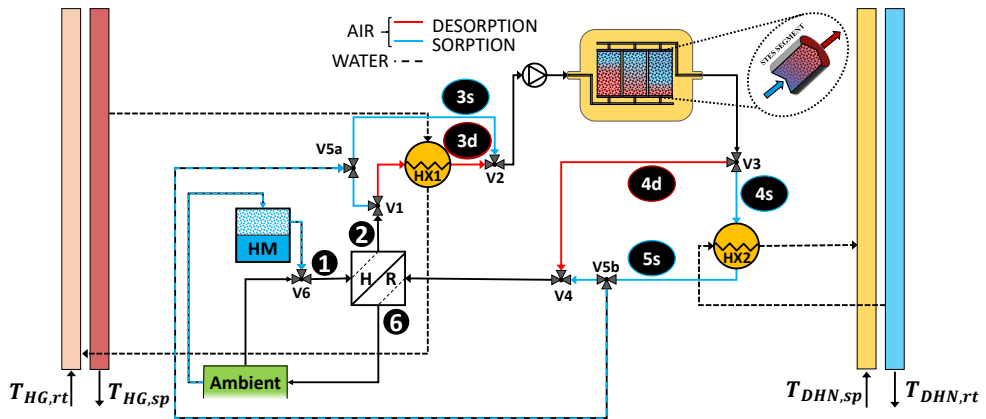 AIR
DESORPTION
SORPTION
WATER
STES SEGMENT
3s
3d
V5a
HX1
V2
V3
V1
4d
4s
HM
2
HX2
1
V6
H
R
V4
V5b
5s
6
Ambient
T_HG,rt
T_HG,sp
T_DHN,sp
T_DHN,rt